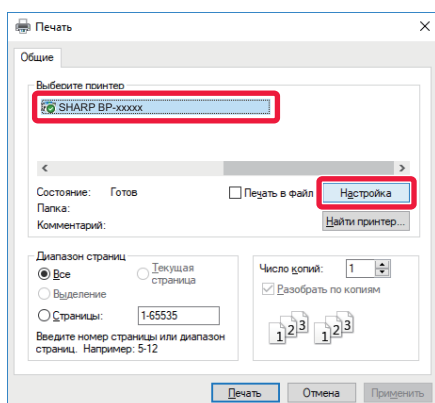 Печать
Общие
Выберите принтер
SHARP BP-xxxxx
Состояние: Готов
Папка:
Комментарий:
Печать в файл
Настройка
Найти принтер...
Диапазон страниц
Все
Текущая
страница
Выделение
Страницы: 1-65535
Введите номер страницы или диапазон
страниц. Например: 5-12
Число копий: 1
Разобрать по копиям
1 2 3 1 2 3
Печать Отмена Применить